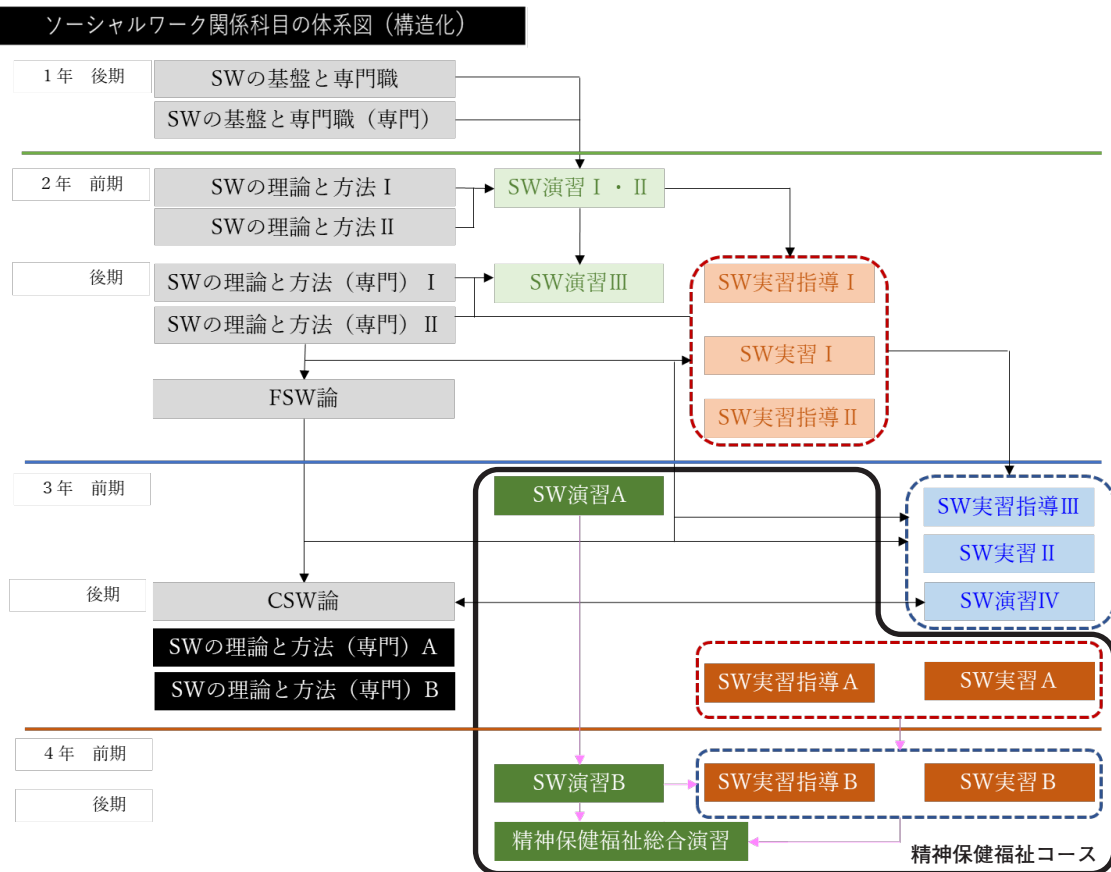 ソーシャルワーク関係科目の体系図（構造化）
1年　後期
SWの基盤と専門職
SWの基盤と専門職（専門）
2年　前期
SWの理論と方法Ⅰ
SW演習Ⅰ・Ⅱ
SWの理論と方法Ⅱ
後期
SWの理論と方法（専門）Ⅰ
SW演習Ⅲ
SW実習指導Ⅰ
SWの理論と方法（専門）Ⅱ
SW実習Ⅰ
FSW論
SW実習指導Ⅱ
3年　前期
SW演習A
SW実習指導Ⅲ
SW実習Ⅱ
後期
CSW論
SW演習Ⅳ
SWの理論と方法（専門）A
SWの理論と方法（専門）B
SW実習指導A
SW実習A
4年　前期
SW演習B
SW実習指導B
SW実習B
後期
精神保健福祉総合演習
精神保健福祉コース